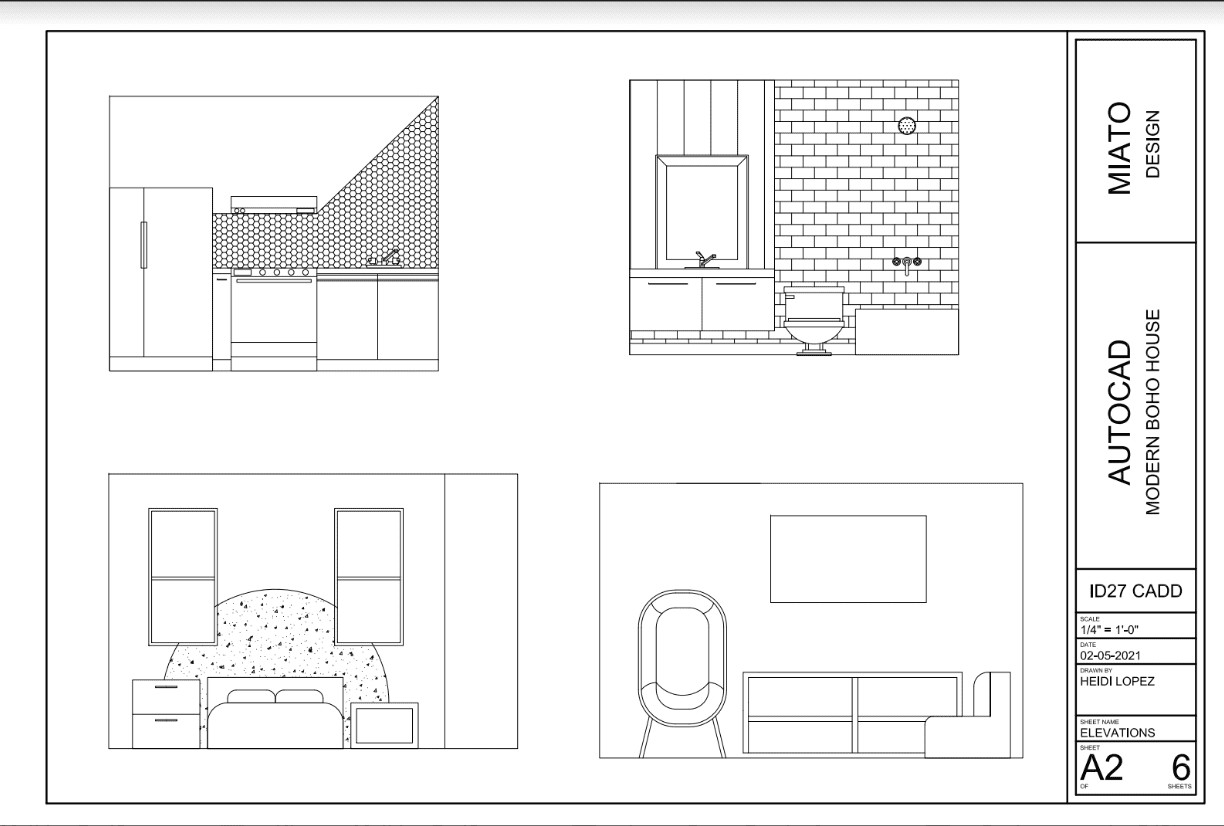 MIATO
DESIGN
AUTOCAD
MODERN BOHO HOUSE
ID27 CADD
SCALE
1/4" = 1'-0"
DATE
02-05-2021
DRAWN BY
HEIDI LOPEZ
SHEET NAME
ELEVATIONS
SHEET
A2 6
OF SHEETS